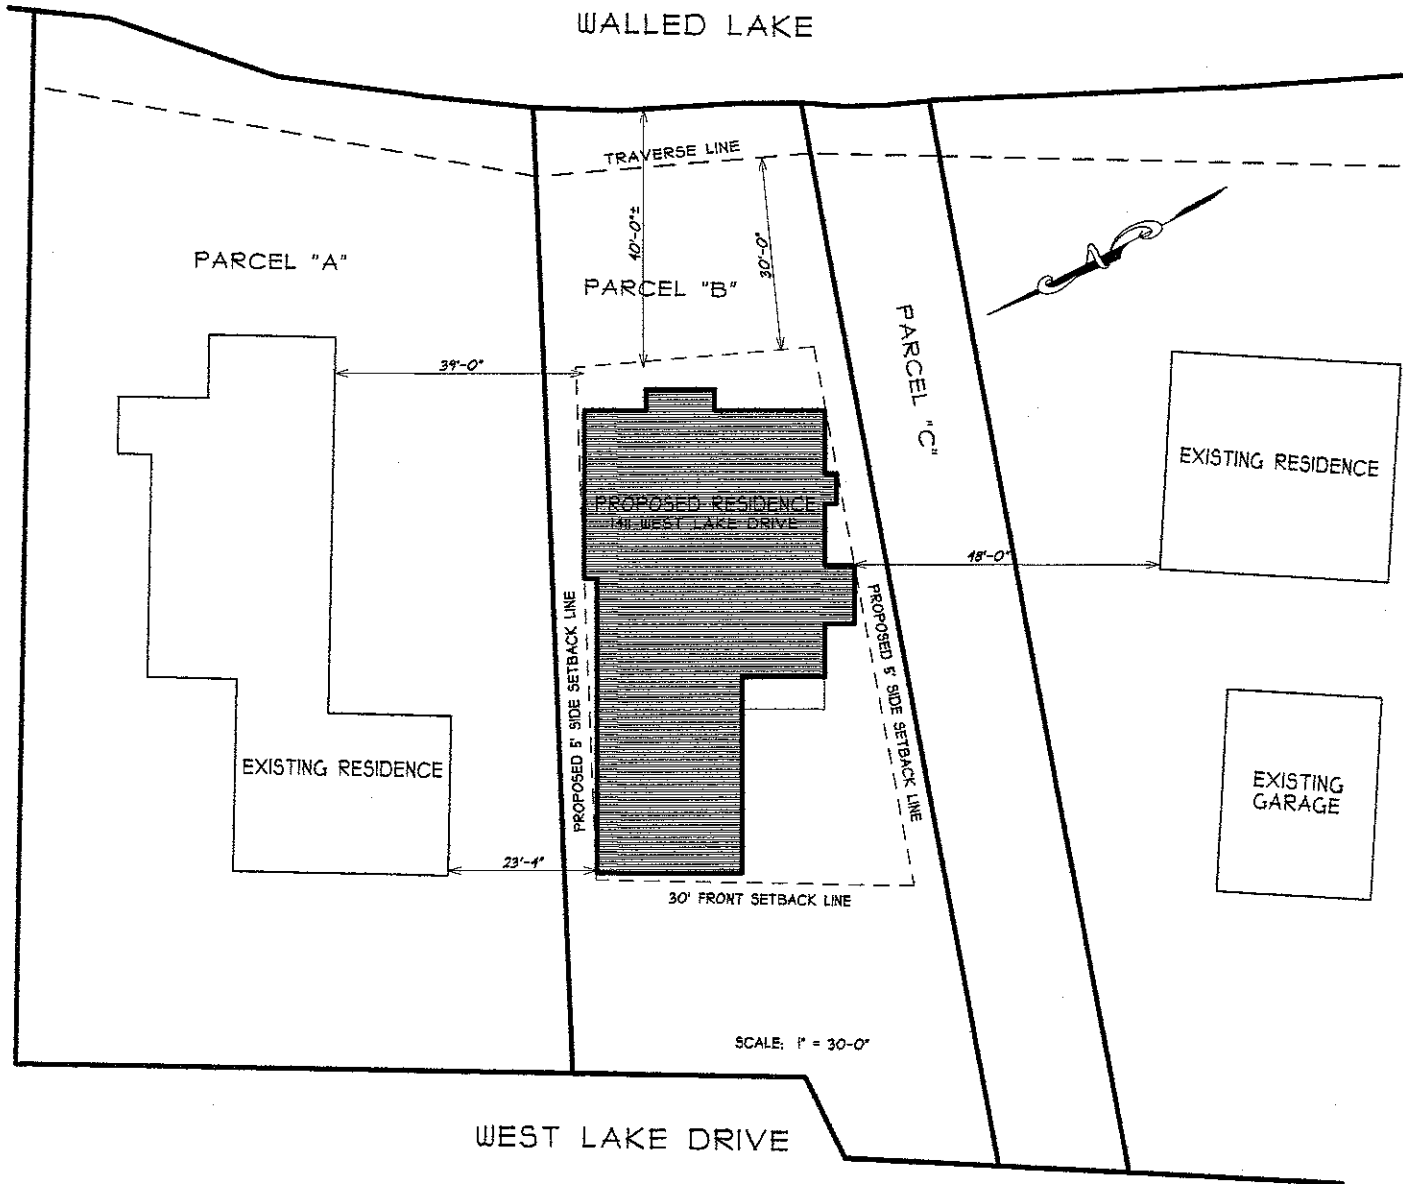 WALLED LAKE
TRAVERSE LINE
40'-0"±
30'-0"
PARCEL "A"
PARCEL "B"
PARCEL "C"
N
39'-0"
EXISTING RESIDENCE
PROPOSED RESIDENCE
1411 WEST LAKE DRIVE
48'-0"
PROPOSED 5' SIDE SETBACK LINE
PROPOSED 5' SIDE SETBACK LINE
EXISTING RESIDENCE
EXISTING
GARAGE
23'-4"
30' FRONT SETBACK LINE
SCALE: 1" = 30-0"
WEST LAKE DRIVE